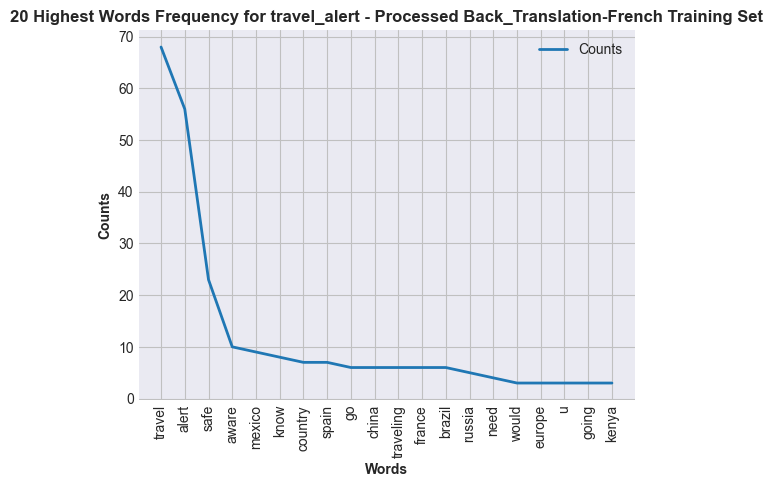 20 Highest Words Frequency for travel_alert - Processed Back_Translation-French Training Set
Counts
70
60
50
40
30
20
10
0
Counts
travel
alert
safe
aware
mexico
know
country
spain
go
china
traveling
france
brazil
russia
need
would
europe
u
going
kenya
Words